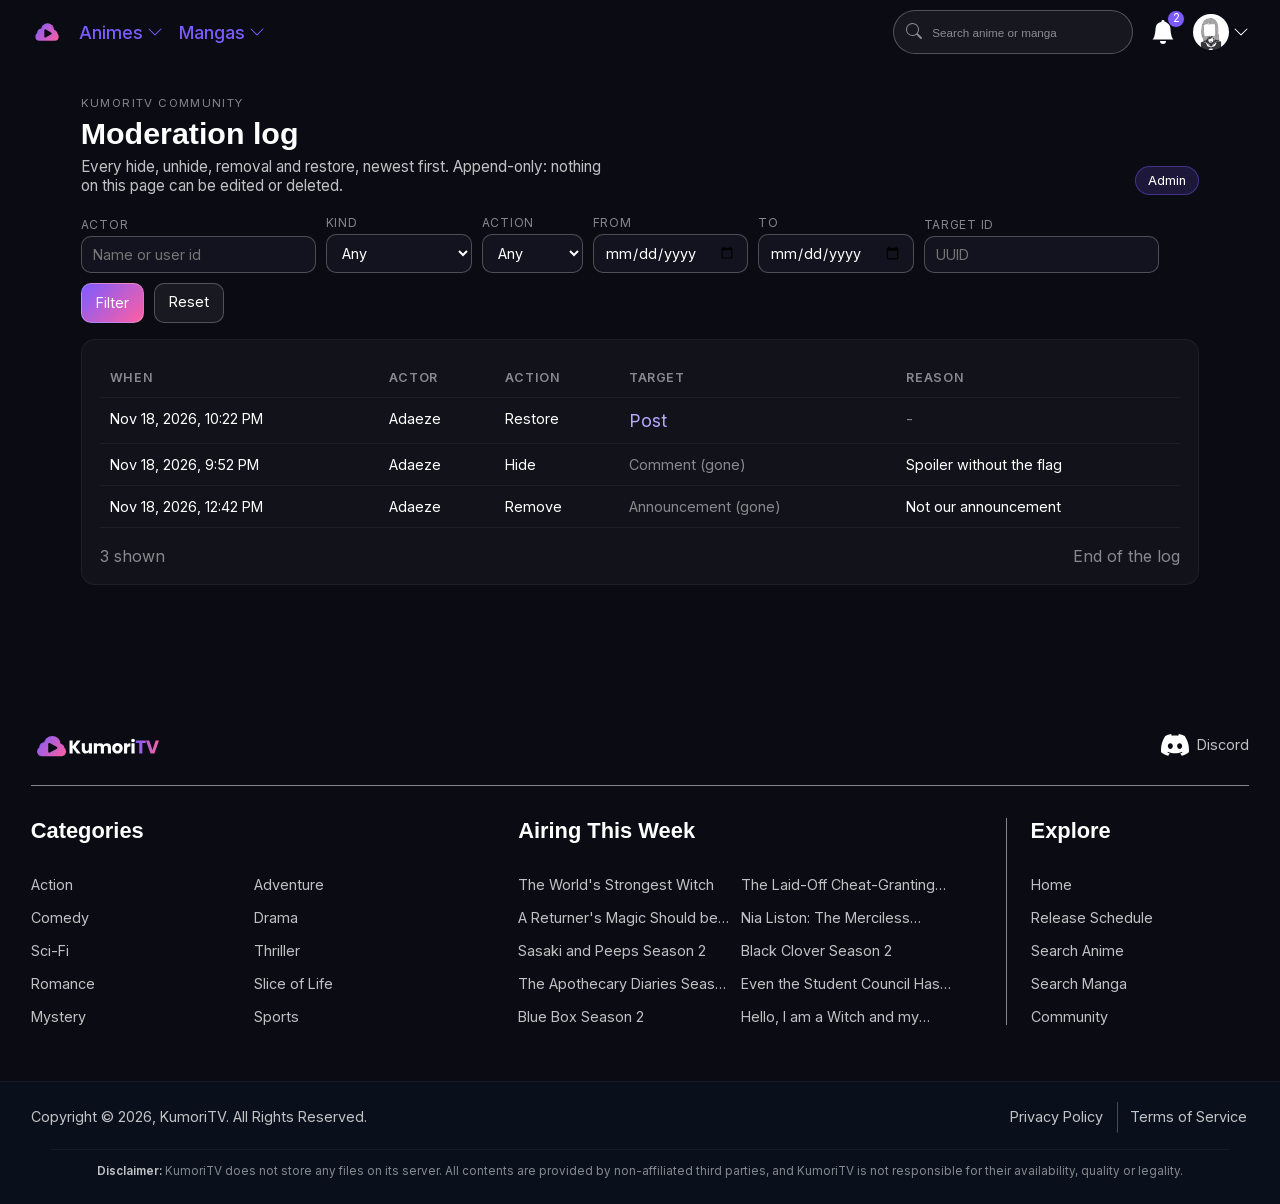 Animes Mangas Search anime or manga 2
KUMORITV COMMUNITY
Moderation log
Every hide, unhide, removal and restore, newest first. Append-only: nothing
on this page can be edited or deleted.
Admin
ACTOR KIND ACTION FROM TO TARGET ID
Name or user id Any Any mm/dd/yyyy mm/dd/yyyy UUID
Filter Reset
WHEN ACTOR ACTION TARGET REASON
Nov 18, 2026, 10:22 PM Adaeze Restore Post -
Nov 18, 2026, 9:52 PM Adaeze Hide Comment (gone) Spoiler without the flag
Nov 18, 2026, 12:42 PM Adaeze Remove Announcement (gone) Not our announcement
3 shown End of the log
KumoriTV Discord
Categories Airing This Week Explore
Action Adventure The World's Strongest Witch The Laid-Off Cheat-Granting... Home
Comedy Drama A Returner's Magic Should be... Nia Liston: The Merciless... Release Schedule
Sci-Fi Thriller Sasaki and Peeps Season 2 Black Clover Season 2 Search Anime
Romance Slice of Life The Apothecary Diaries Seas... Even the Student Council Has... Search Manga
Mystery Sports Blue Box Season 2 Hello, I am a Witch and my... Community
Copyright © 2026, KumoriTV. All Rights Reserved. Privacy Policy Terms of Service
Disclaimer: KumoriTV does not store any files on its server. All contents are provided by non-affiliated third parties, and KumoriTV is not responsible for their availability, quality or legality.